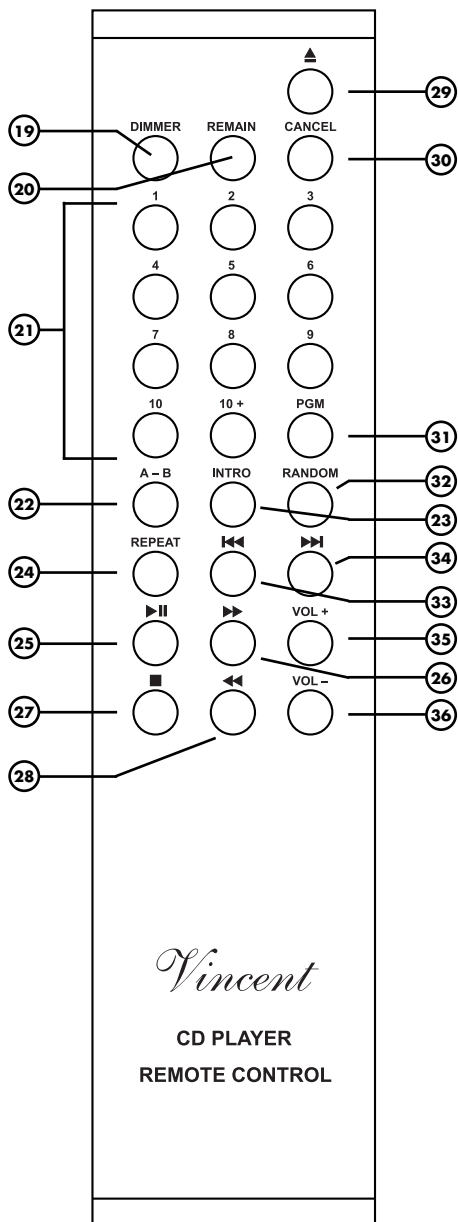 29
19 DIMMER REMAIN CANCEL
30
20
1 2 3
4 5 6
21
7 8 9
10 10 + PGM
31
A – B INTRO RANDOM
32
22
23
REPEAT
34
24
33
VOL +
25
35
26
VOL –
27
36
28
Vincent
CD PLAYER
REMOTE CONTROL